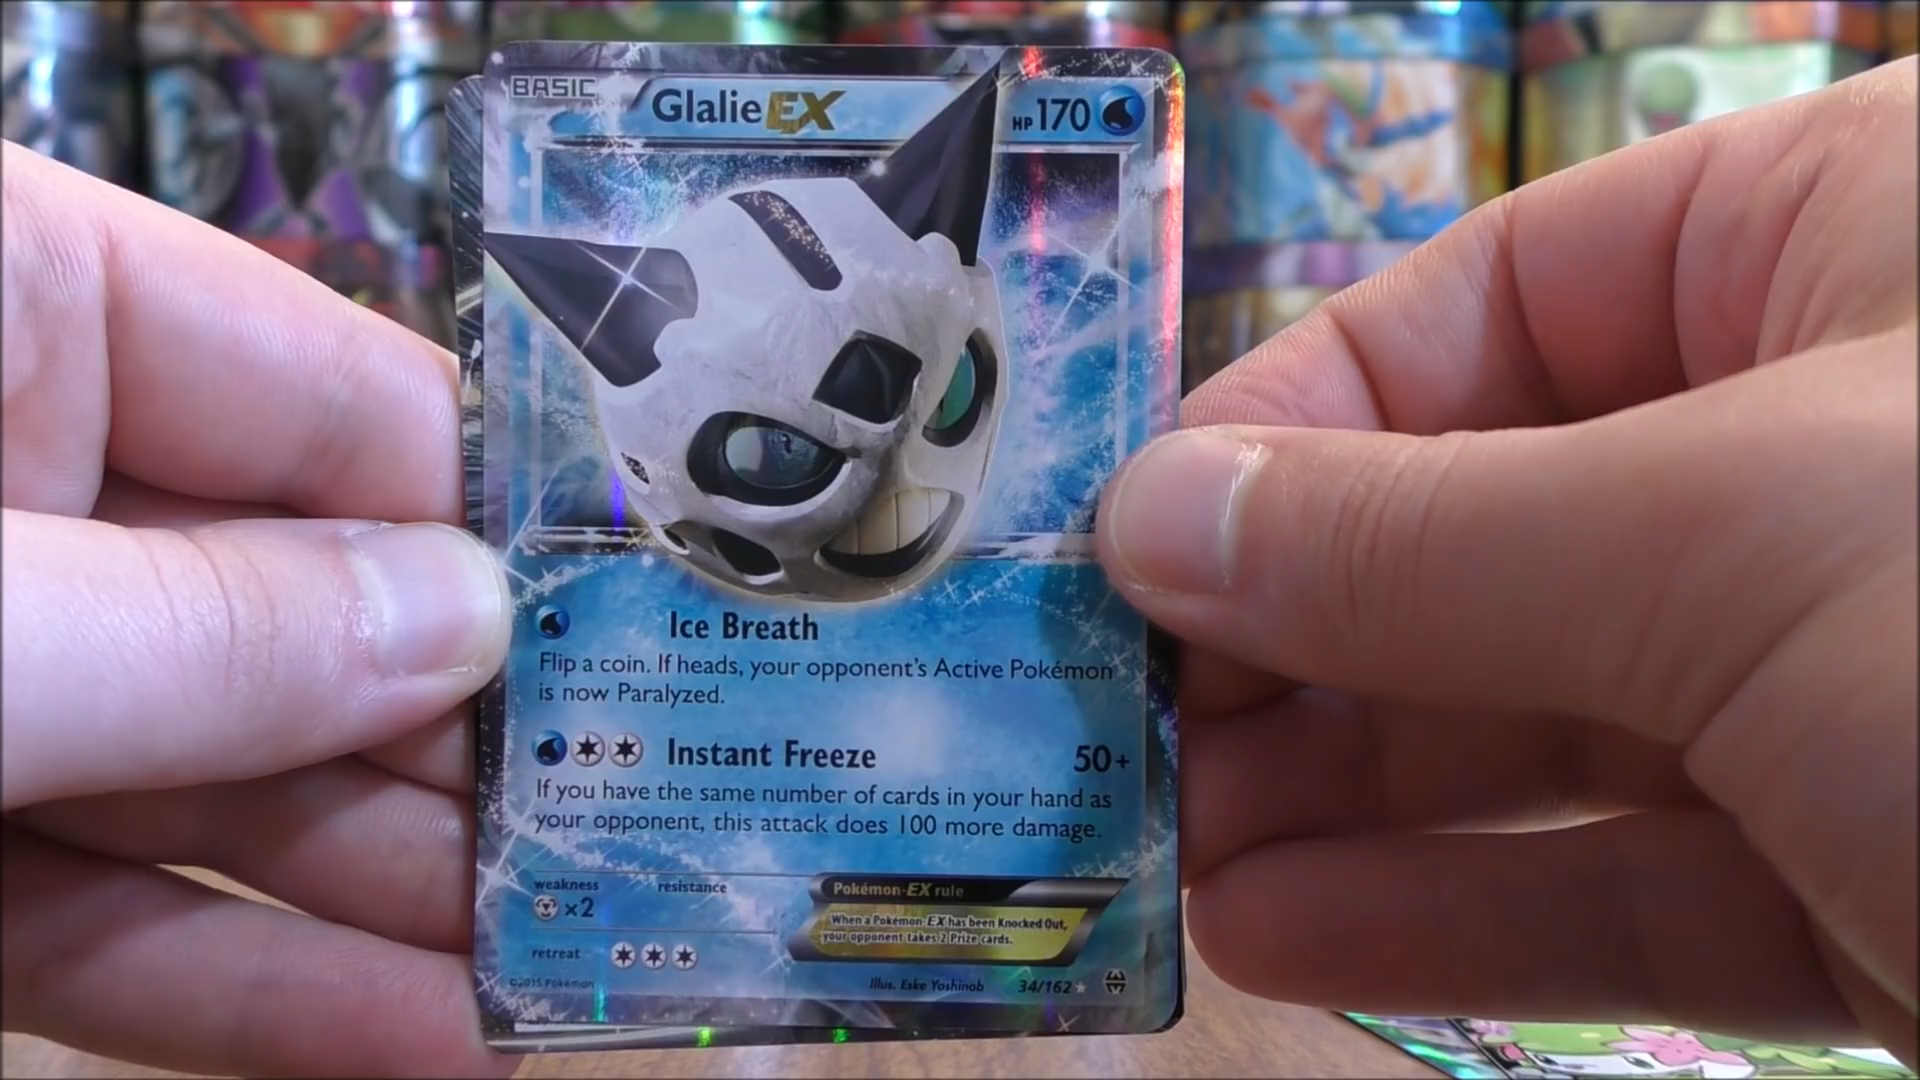 BASIC
Glalie EX
HP 170
Ice Breath
Flip a coin. If heads, your opponent's Active Pokémon
is now Paralyzed.
Instant Freeze 50+
If you have the same number of cards in your hand as
your opponent, this attack does 100 more damage.
weakness resistance
×2
retreat
Pokémon-EX rule
When a Pokémon-EX has been Knocked Out,
your opponent takes 2 Prize cards.
©2015 Pokémon
Illus. Eske Yoshinob 34/162